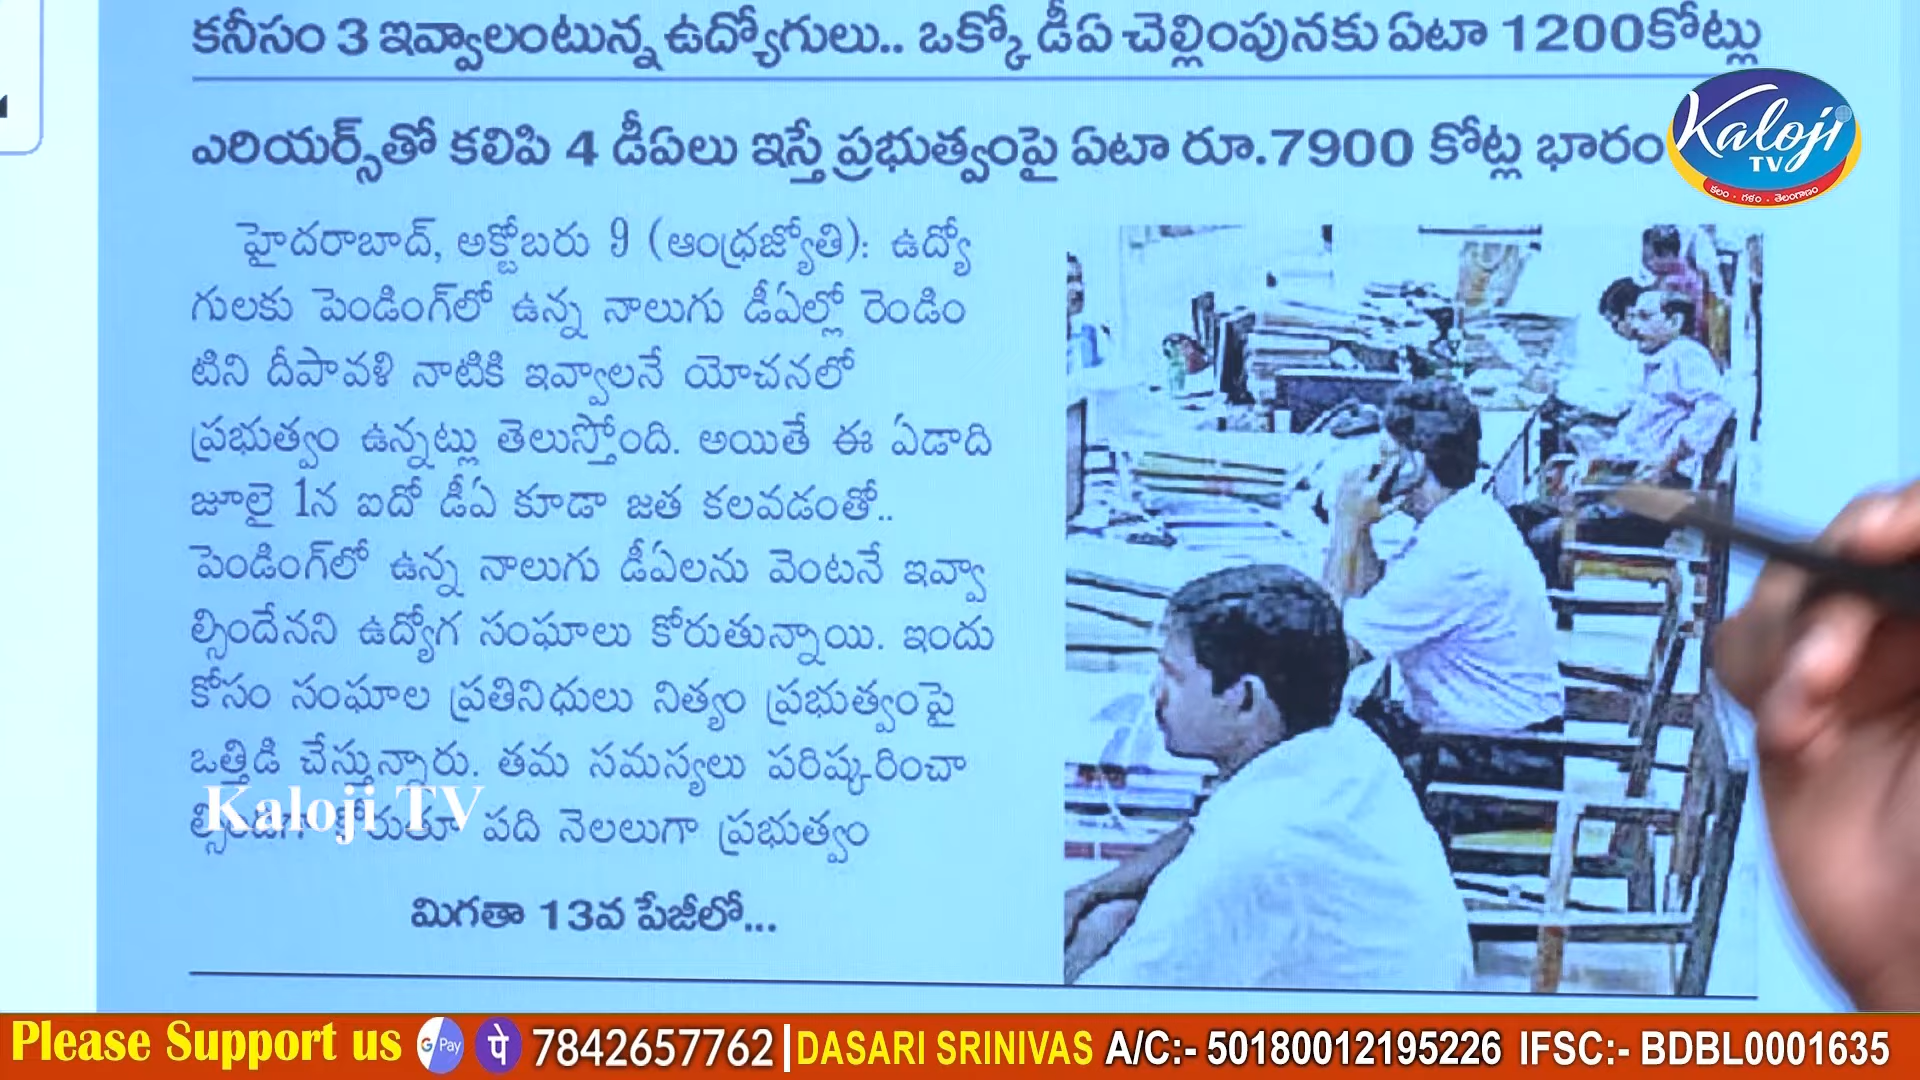 కనీసం 3 ఇవ్వాలంటున్న ఉద్యోగులు.. ఒక్కో డీఏ చెల్లింపునకు ఏటా 1200కోట్లు
ఎరియర్స్‌తో కలిపి 4 డీఏలు ఇస్తే ప్రభుత్వంపై ఏటా రూ.7900 కోట్ల భారం
Kaloji
TV
కలం · గళం · తెలంగాణం
హైదరాబాద్, అక్టోబరు 9 (ఆంధ్రజ్యోతి): ఉద్యో
గులకు పెండింగ్‌లో ఉన్న నాలుగు డీఏల్లో రెండిం
టిని దీపావళి నాటికి ఇవ్వాలనే యోచనలో
ప్రభుత్వం ఉన్నట్లు తెలుస్తోంది. అయితే ఈ ఏడాది
జూలై 1న ఐదో డీఏ కూడా జత కలవడంతో..
పెండింగ్‌లో ఉన్న నాలుగు డీఏలను వెంటనే ఇవ్వా
ల్సిందేనని ఉద్యోగ సంఘాలు కోరుతున్నాయి. ఇందు
కోసం సంఘాల ప్రతినిధులు నిత్యం ప్రభుత్వంపై
ఒత్తిడి చేస్తున్నారు. తమ సమస్యలు పరిష్కరించా
పది నెలలుగా ప్రభుత్వం
Kaloji TV
మిగతా 13వ పేజీలో...
Please Support us G Pay పే 7842657762 | DASARI SRINIVAS A/C:- 50180012195226 IFSC:- BDBL0001635